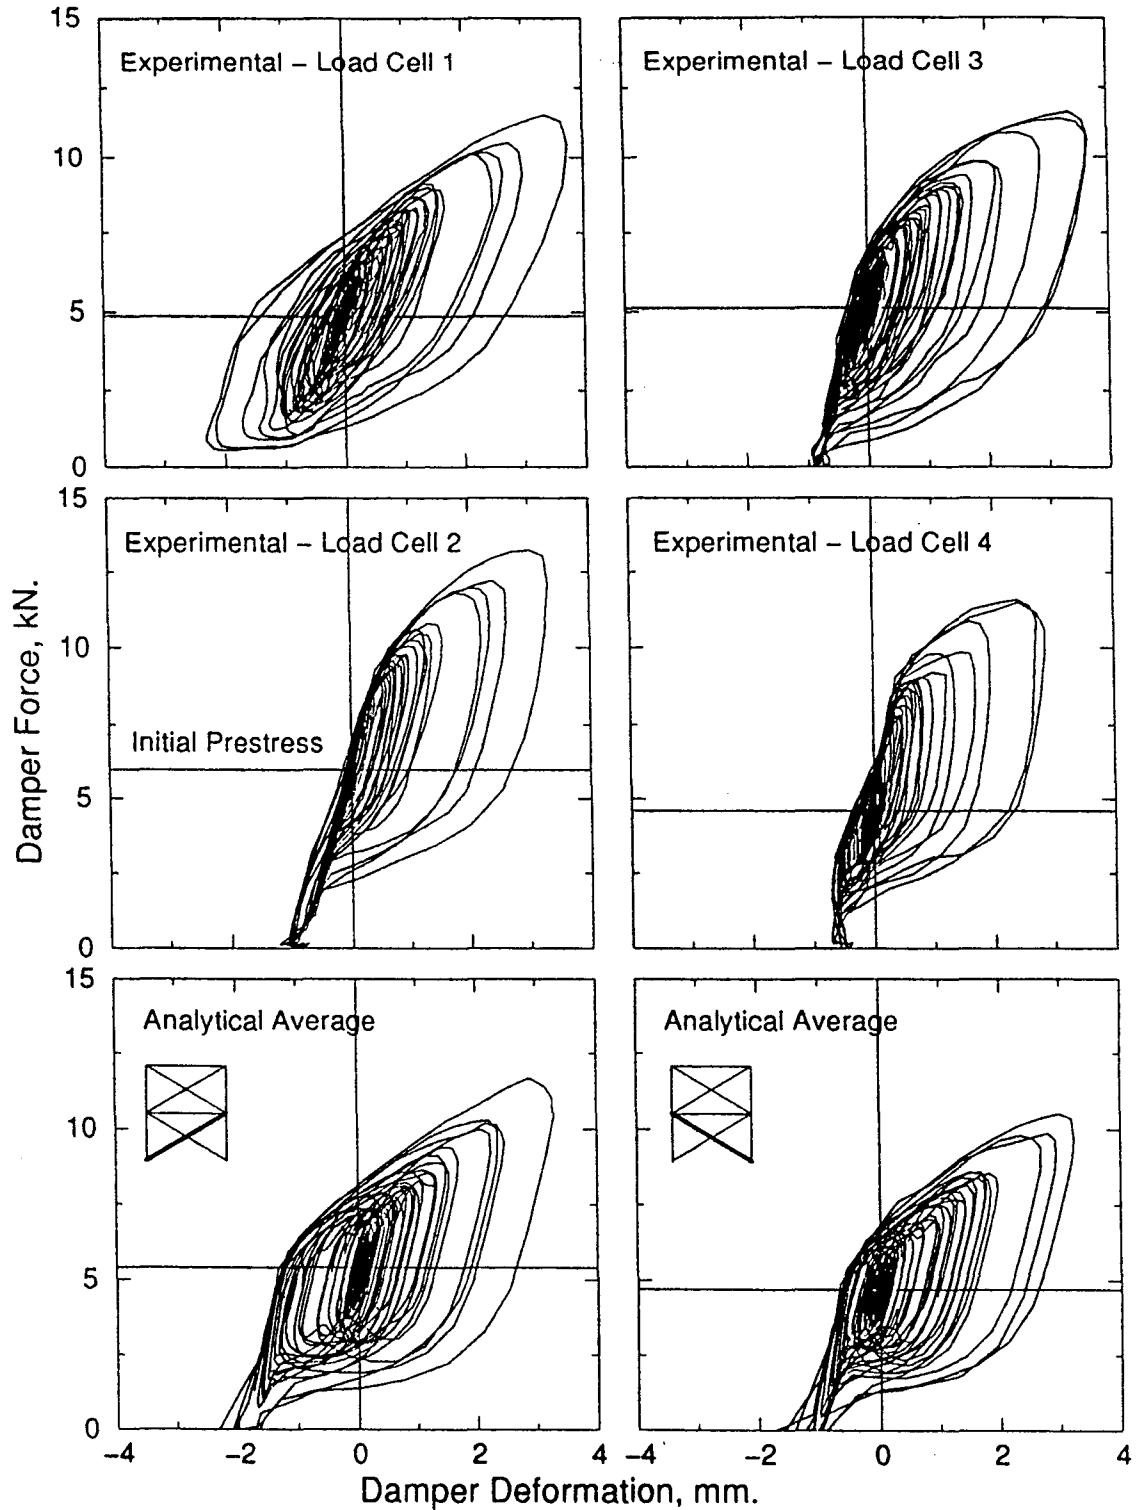 15
Experimental – Load Cell 1
Experimental – Load Cell 3
10
5
0
15
Experimental – Load Cell 2
Experimental – Load Cell 4
10
Initial Prestress
5
0
Damper Force, kN.
15
Analytical Average
Analytical Average
10
5
0
−4 −2 0 2 4
−4 −2 0 2 4
Damper Deformation, mm.